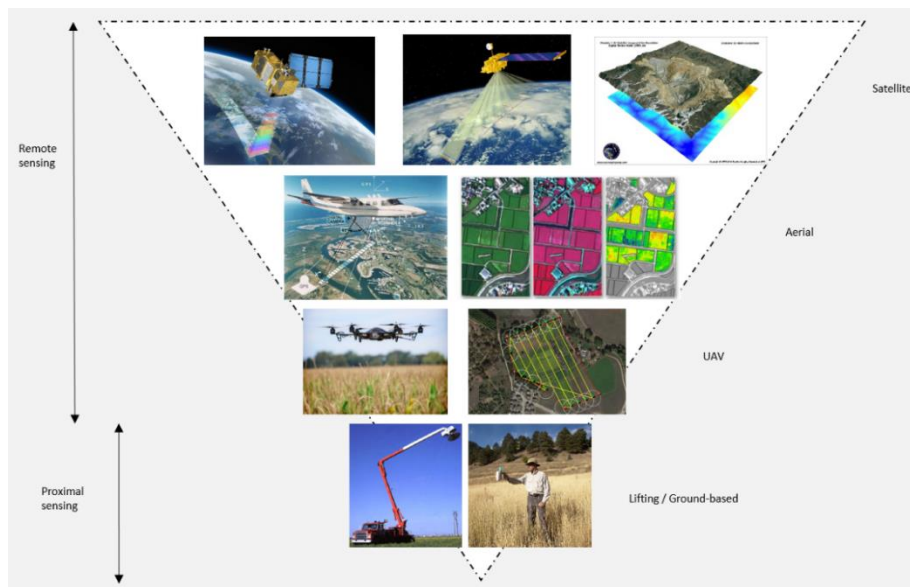 Satellite
Remote
sensing
Aerial
UAV
Proximal
sensing
Lifting / Ground-based